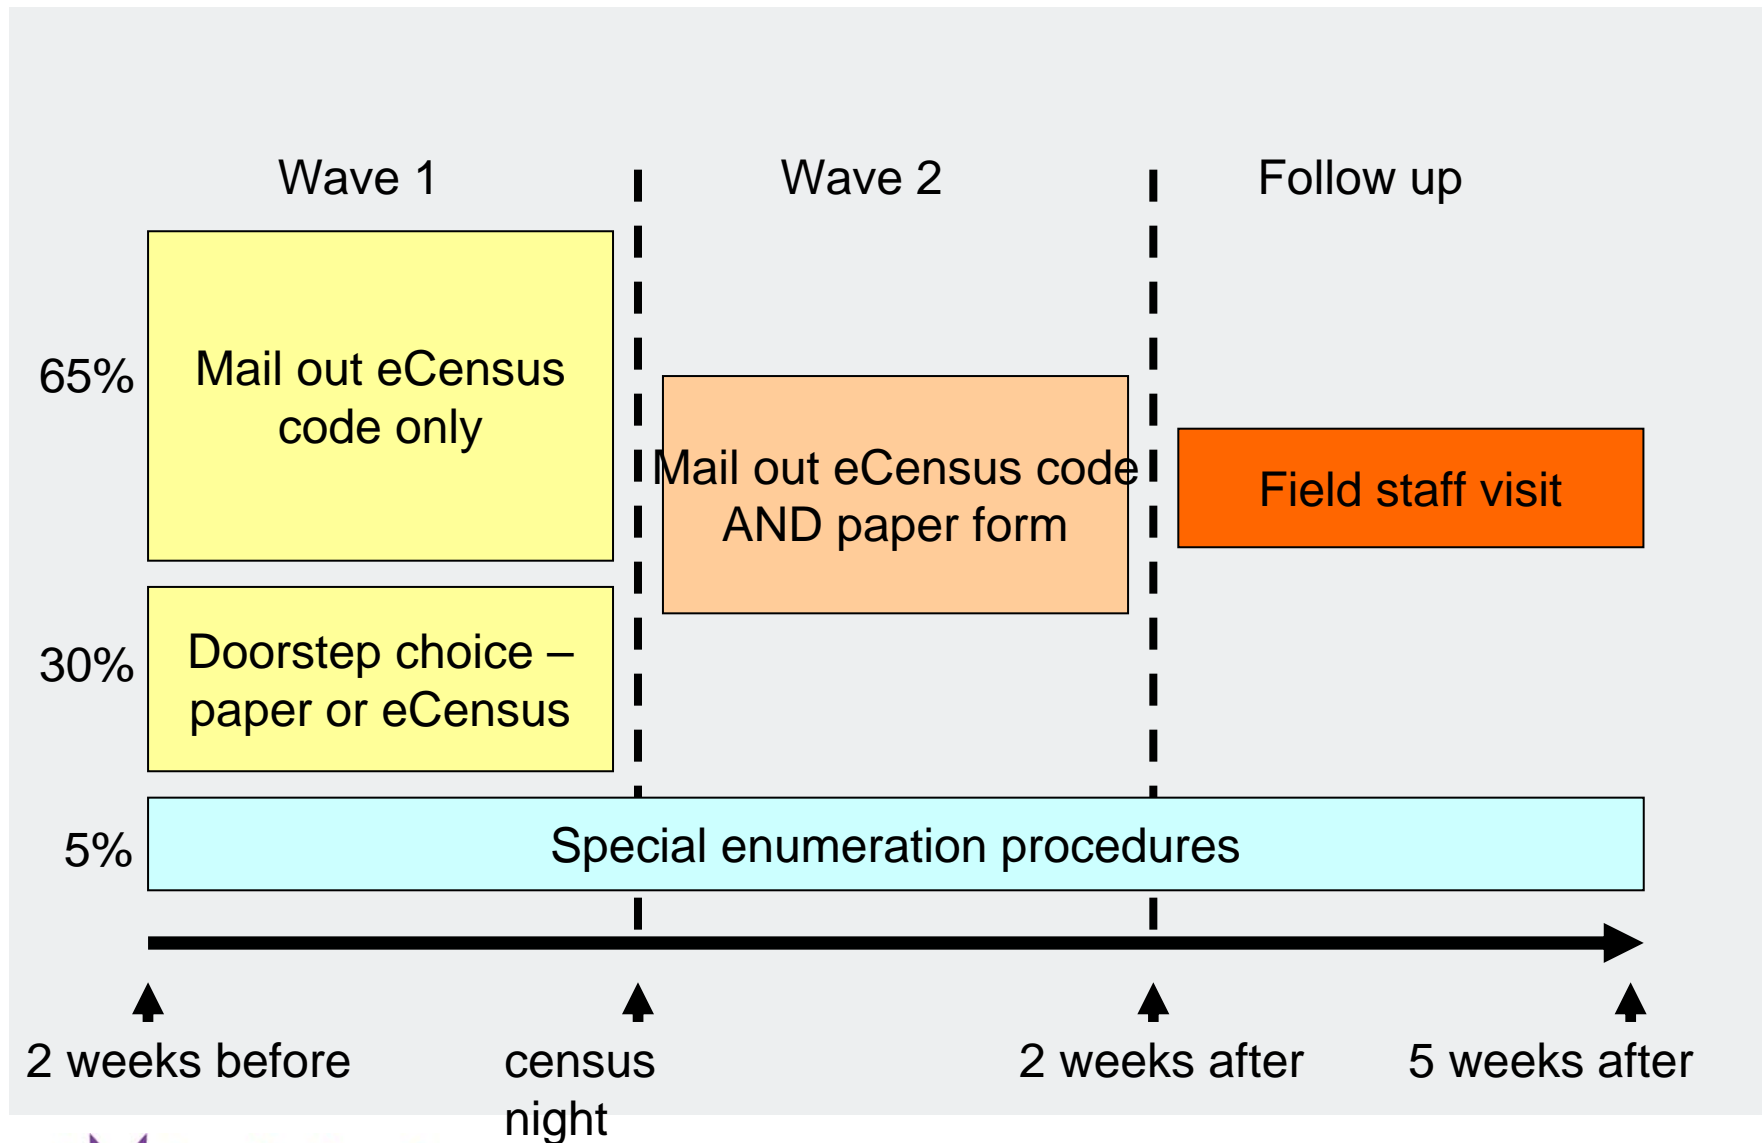 Wave 1
Wave 2
Follow up
65%
Mail out eCensus
code only
Mail out eCensus code
AND paper form
Field staff visit
30%
Doorstep choice –
paper or eCensus
5%
Special enumeration procedures
2 weeks before
census
night
2 weeks after
5 weeks after